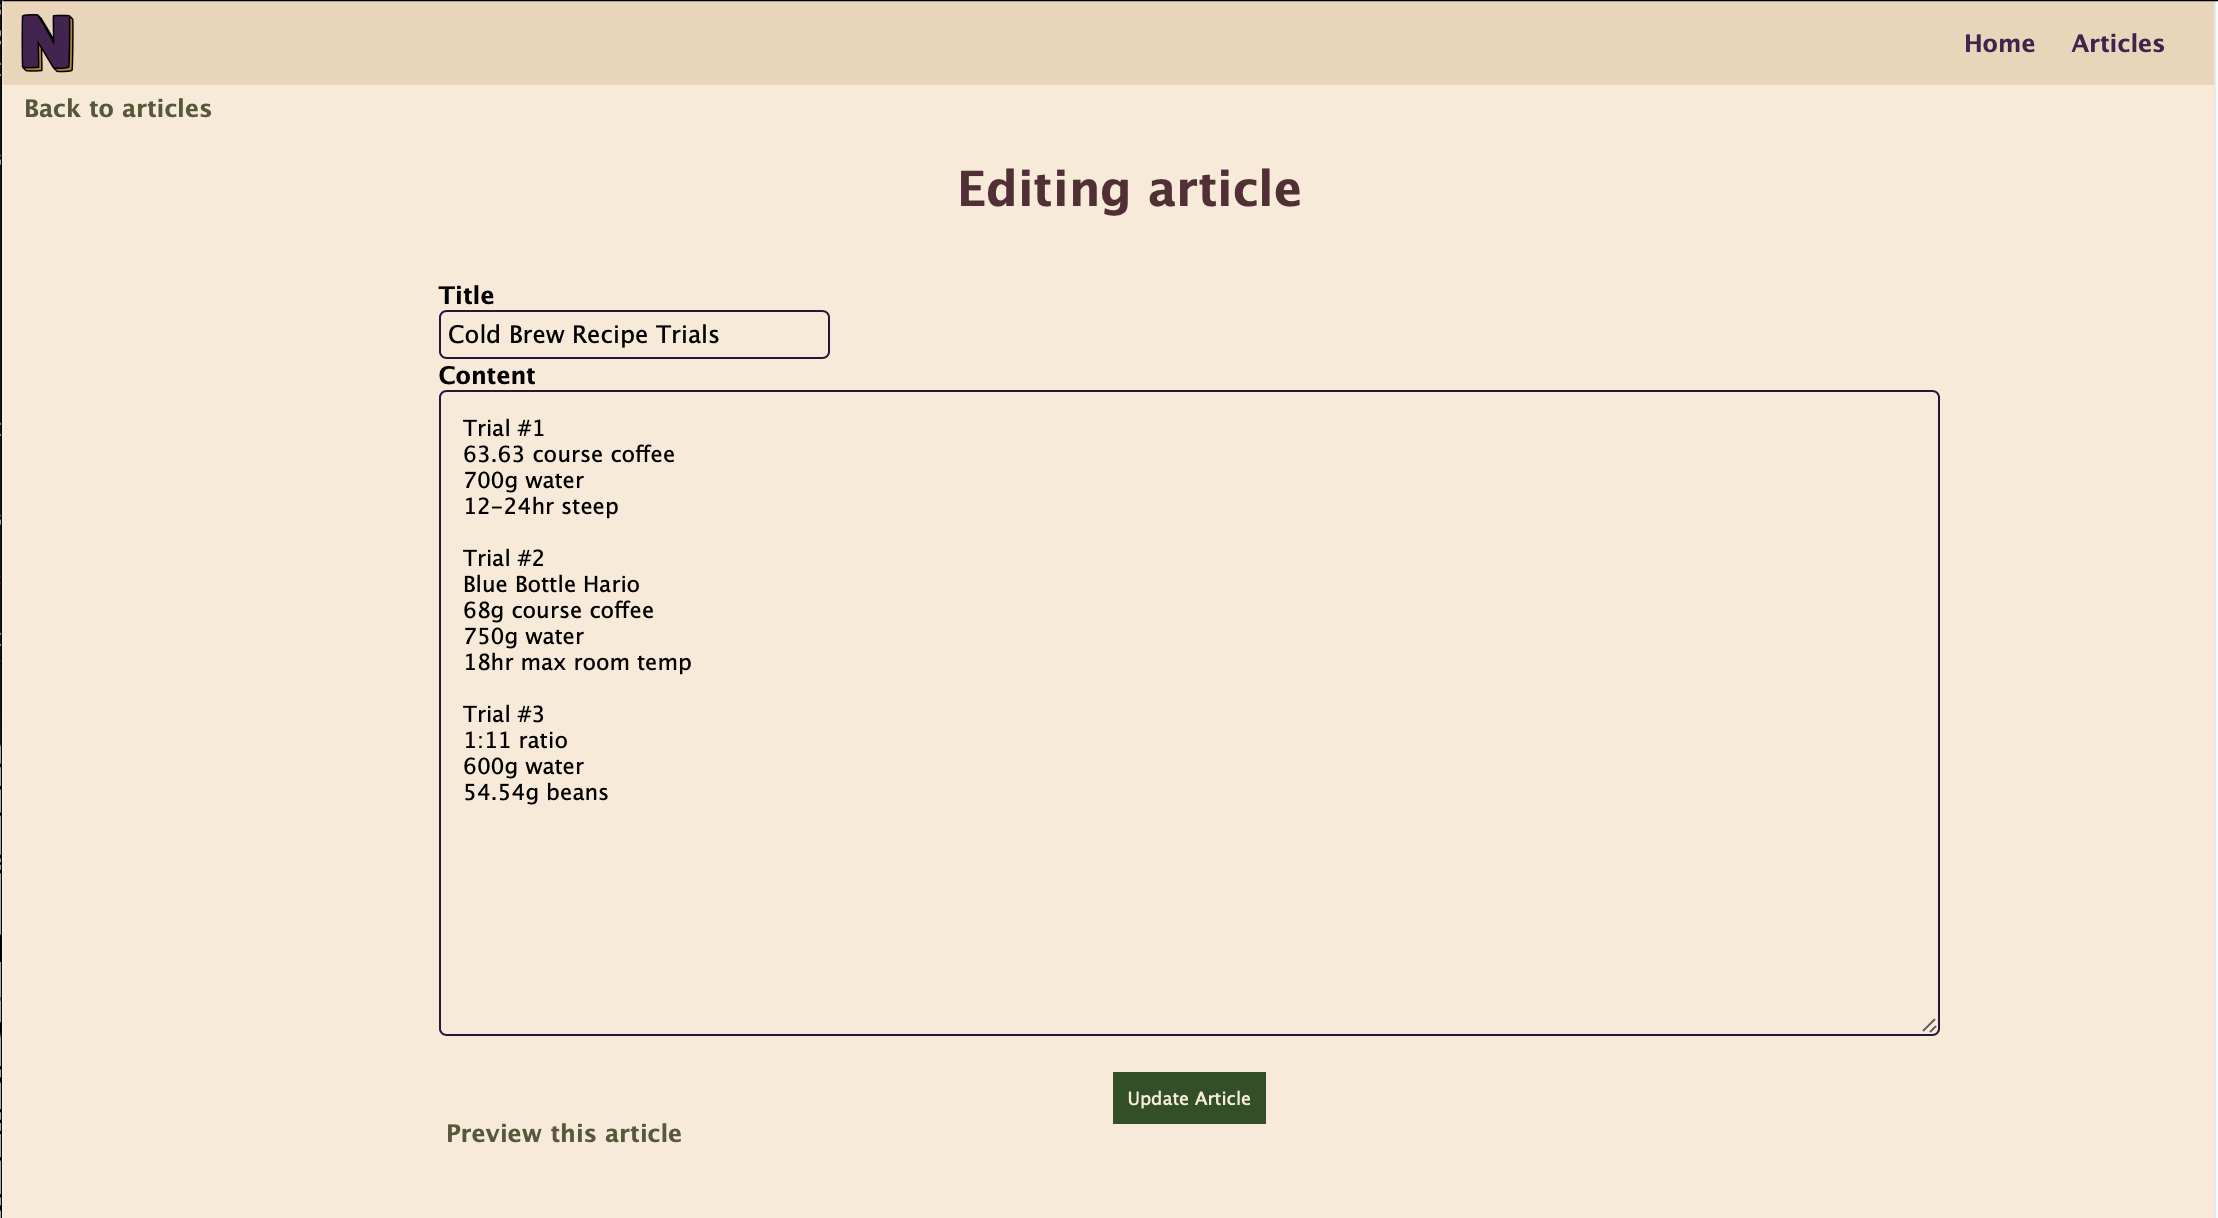 N
Home Articles
Back to articles
Editing article
Title
Cold Brew Recipe Trials
Content
Trial #1
63.63 course coffee
700g water
12-24hr steep
Trial #2
Blue Bottle Hario
68g course coffee
750g water
18hr max room temp
Trial #3
1:11 ratio
600g water
54.54g beans
Update Article
Preview this article